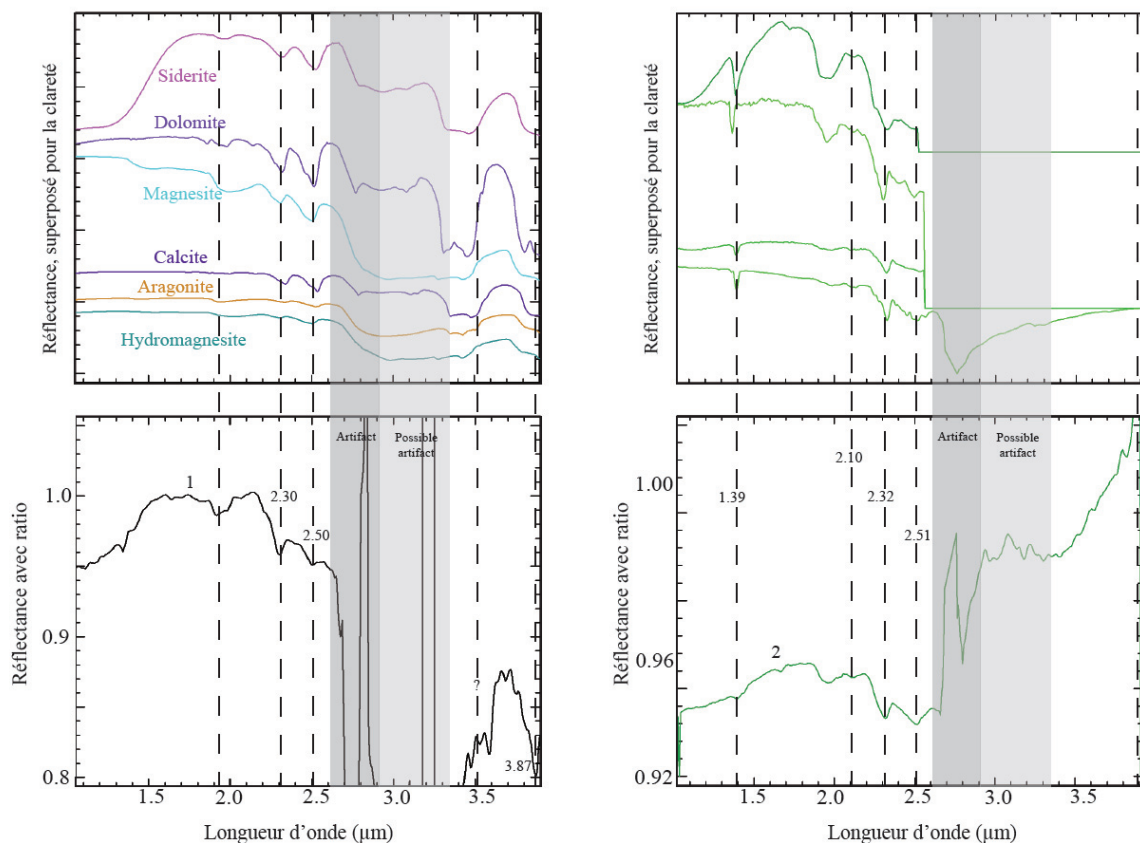 Réflectance, superposé pour la clareté
Siderite
Dolomite
Magnesite
Calcite
Aragonite
Hydromagnesite
Réflectance, superposé pour la clareté
Réflectance avec ratio
1.0
0.9
0.8
1
2.30
2.50
Artifact
Possible
artifact
?
3.87
1.5 2.0 2.5 3.0 3.5
Longueur d’onde (µm)
Réflectance avec ratio
1.00
0.96
0.92
1.39
2
2.10
2.32
2.51
Artifact
Possible
artifact
1.5 2.0 2.5 3.0 3.5
Longueur d’onde (µm)